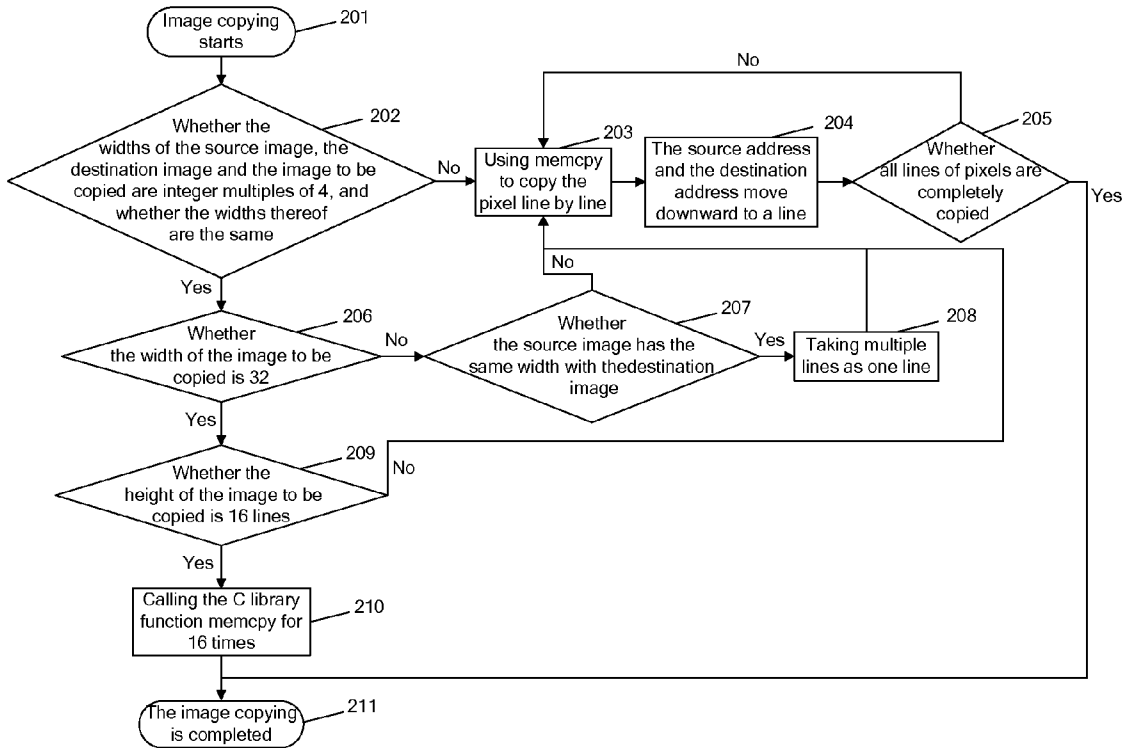 Image copying
starts
201
Whether the
widths of the source image, the
destination image and the image to be
copied are integer multiples of 4, and
whether the widths thereof
are the same
202
No
Using memcpy
to copy the
pixel line by line
203
The source address
and the destination
address move
downward to a line
204
Whether
all lines of pixels are
completely
copied
205
No
Yes
Yes
Whether
the width of the image to be
copied is 32
206
No
Whether
the source image has the
same width with thedestination
image
207
No
Yes
Taking multiple
lines as one line
208
Yes
Whether the
height of the image to be
copied is 16 lines
209
No
Yes
Calling the C library
function memcpy for
16 times
210
The image copying
is completed
211